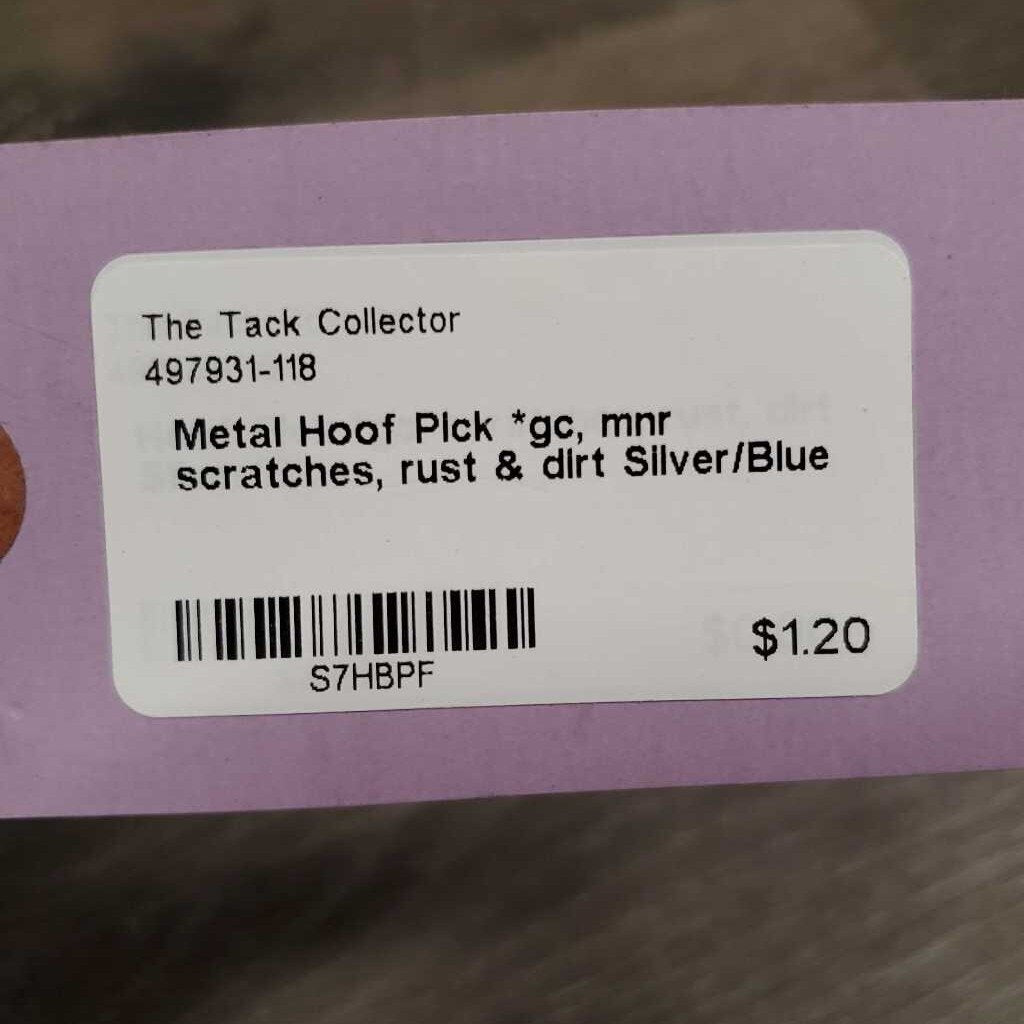 The Tack Collector
497931-118
Metal Hoof Pick *gc, mnr
scratches, rust & dirt Silver/Blue
S7HBPF
$1.20